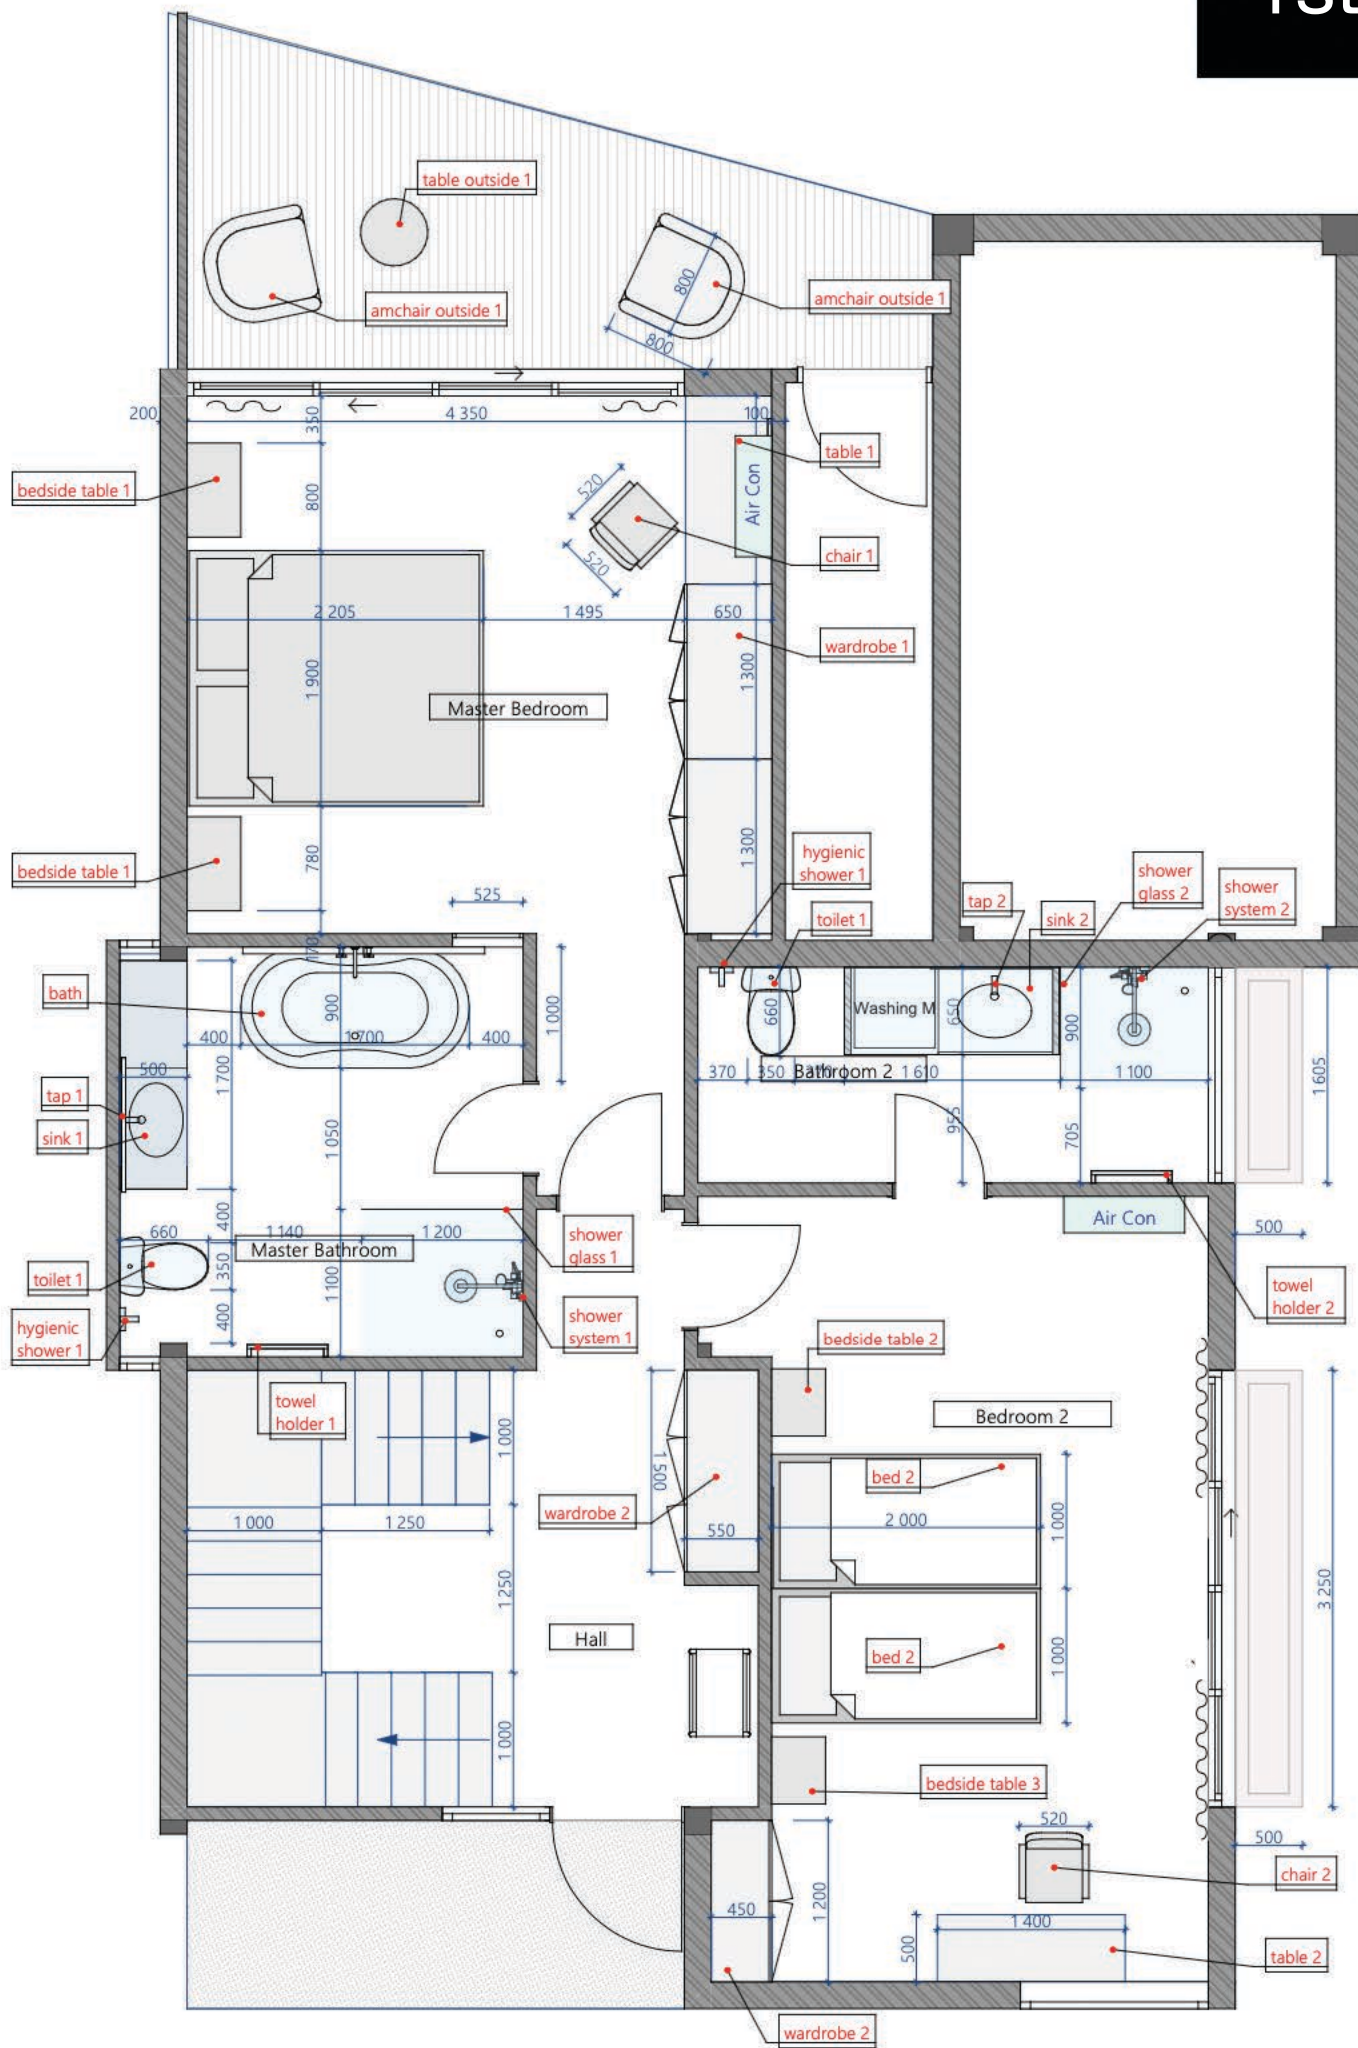 table outside 1
amchair outside 1
800
800
amchair outside 1
200
350
4 350
100
table 1
bedside table 1
800
520
Air Con
520
chair 1
2 205
1 495
650
wardrobe 1
1 900
1 300
Master Bedroom
bedside table 1
780
1 300
525
hygienic
shower 1
toilet 1
tap 2
sink 2
shower
glass 2
shower
system 2
170
bath
900
1 000
660
Washing M
650
900
400
1 700
400
500
1 700
370
350
Bathroom 2
1 610
1 100
1 605
tap 1
sink 1
1 050
955
705
400
660
1 140
1 200
Master Bathroom
shower
glass 1
Air Con
500
toilet 1
350
1 100
towel
holder 2
hygienic
shower 1
400
shower
system 1
bedside table 2
towel
holder 1
1 000
1 500
Bedroom 2
bed 2
wardrobe 2
1 000
1 250
550
2 000
1 000
1 250
3 250
Hall
bed 2
1 000
1 000
bedside table 3
520
500
chair 2
450
1 200
500
1 400
table 2
wardrobe 2